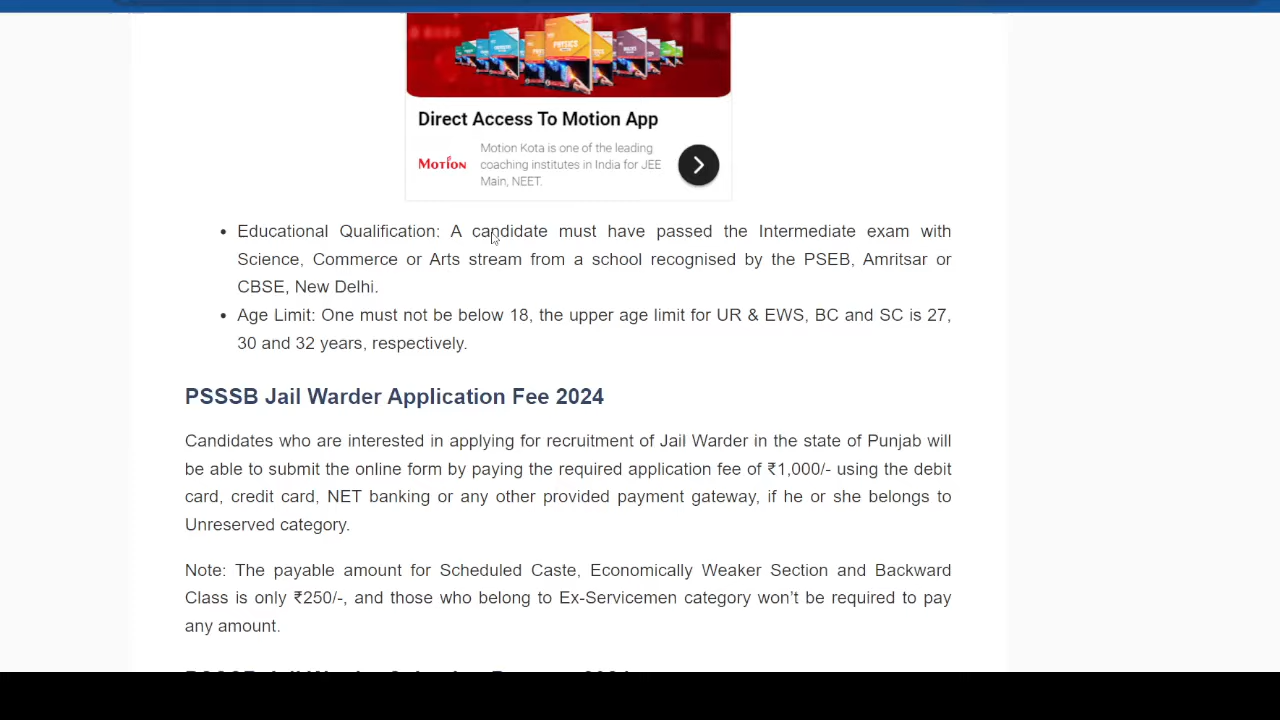 Direct Access To Motion App
MOTION
Motion Kota is one of the leading
coaching institutes in India for JEE
Main, NEET.
• Educational Qualification: A candidate must have passed the Intermediate exam with
Science, Commerce or Arts stream from a school recognised by the PSEB, Amritsar or
CBSE, New Delhi.
• Age Limit: One must not be below 18, the upper age limit for UR & EWS, BC and SC is 27,
30 and 32 years, respectively.
PSSSB Jail Warder Application Fee 2024
Candidates who are interested in applying for recruitment of Jail Warder in the state of Punjab will
be able to submit the online form by paying the required application fee of ₹1,000/- using the debit
card, credit card, NET banking or any other provided payment gateway, if he or she belongs to
Unreserved category.
Note: The payable amount for Scheduled Caste, Economically Weaker Section and Backward
Class is only ₹250/-, and those who belong to Ex-Servicemen category won't be required to pay
any amount.